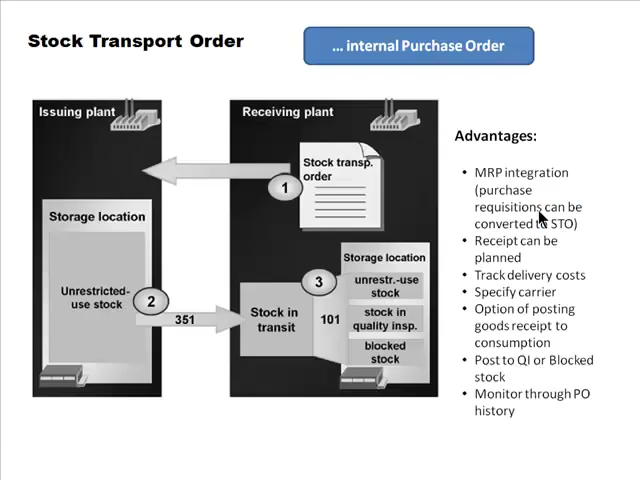 Stock Transport Order
... internal Purchase Order
Issuing plant
Receiving plant
Stock transp.
order
1
Storage location
Unrestricted-
use stock
2
351
Stock in
transit
3
101
Storage location
unrestr.-use
stock
stock in
quality insp.
blocked
stock
Advantages:
• MRP integration
(purchase
requisitions can be
converted to STO)
• Receipt can be
planned
• Track delivery costs
• Specify carrier
• Option of posting
goods receipt to
consumption
• Post to QI or Blocked
stock
• Monitor through PO
history